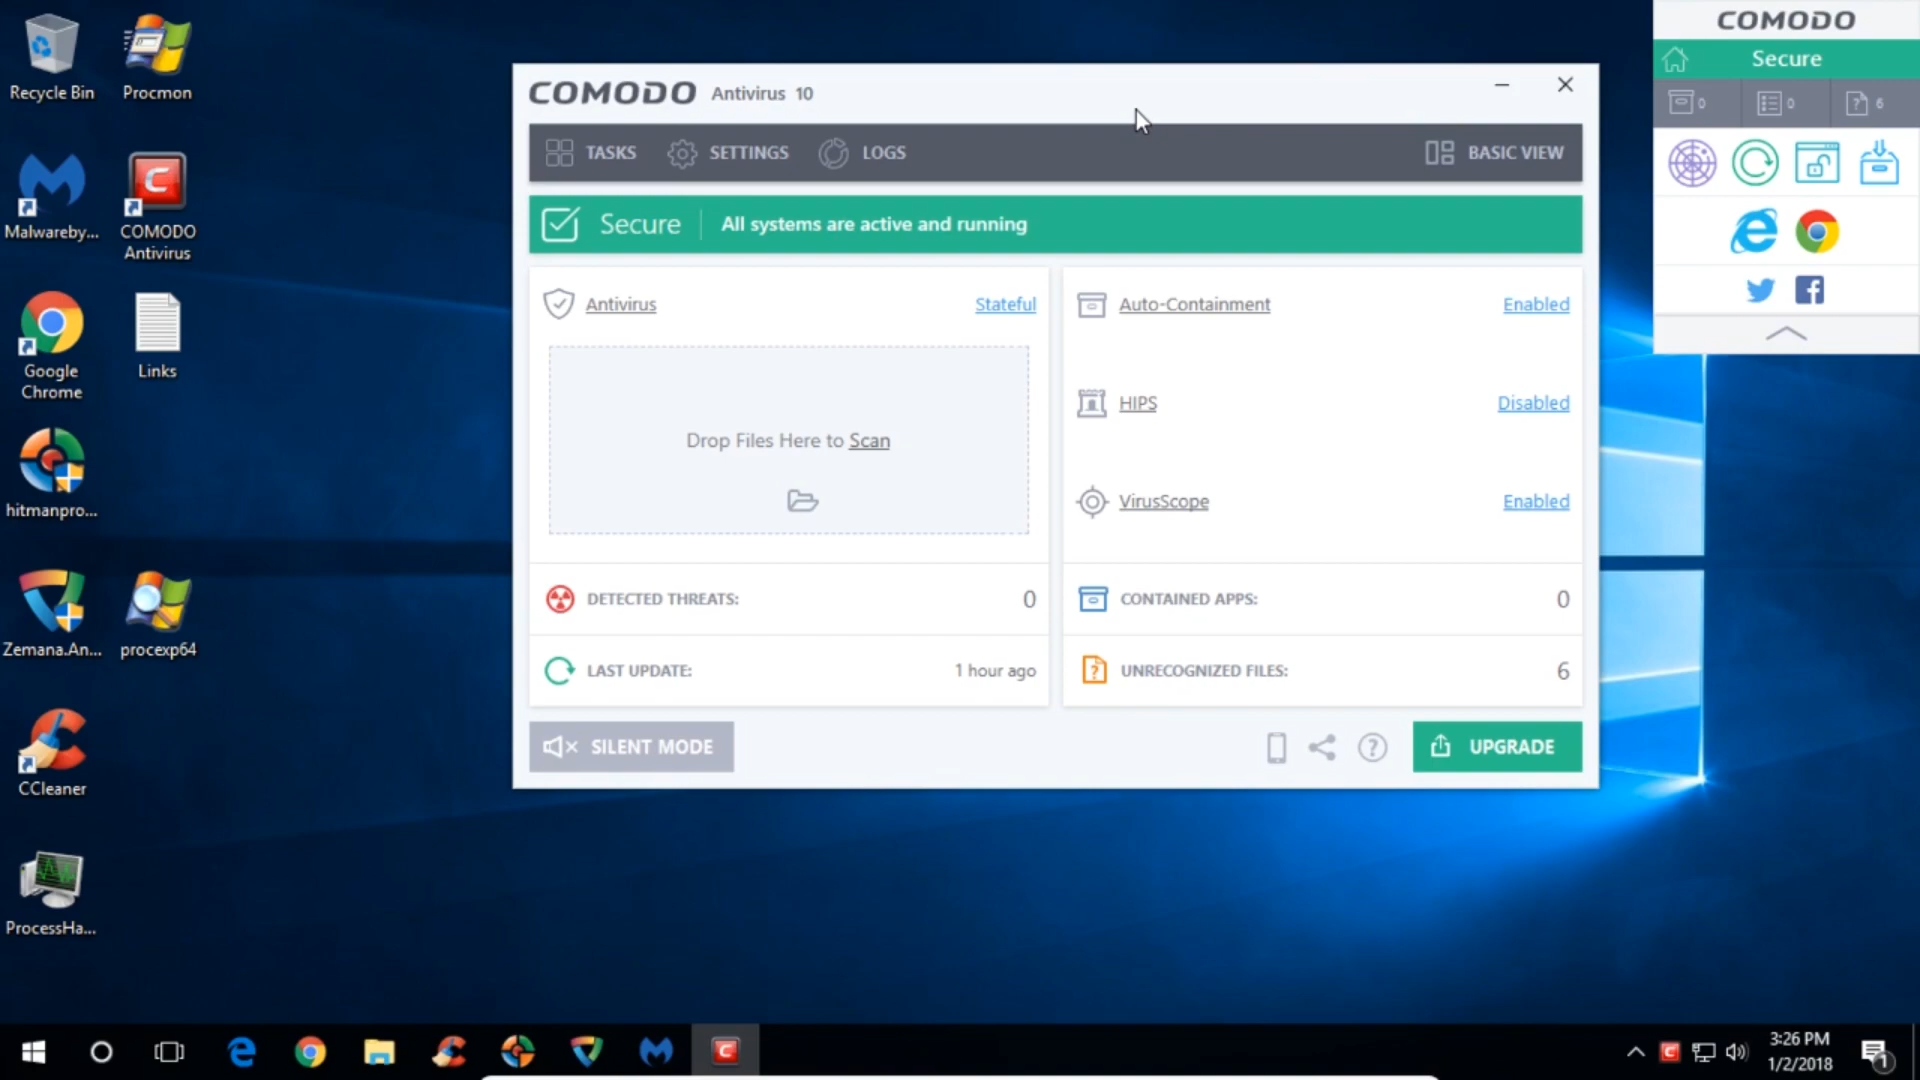 Recycle Bin
Procmon
Malwareby...
COMODO
Antivirus
Google
Chrome
Links
hitmanpro...
Zemana.An...
procexp64
CCleaner
ProcessHa...
COMODO Antivirus 10
TASKS
SETTINGS
LOGS
BASIC VIEW
Secure
All systems are active and running
Antivirus
Stateful
Drop Files Here to Scan
DETECTED THREATS:
0
LAST UPDATE:
1 hour ago
Auto-Containment
Enabled
HIPS
Disabled
VirusScope
Enabled
CONTAINED APPS:
0
UNRECOGNIZED FILES:
6
SILENT MODE
UPGRADE
COMODO
Secure
0
0
6
3:26 PM
1/2/2018
1